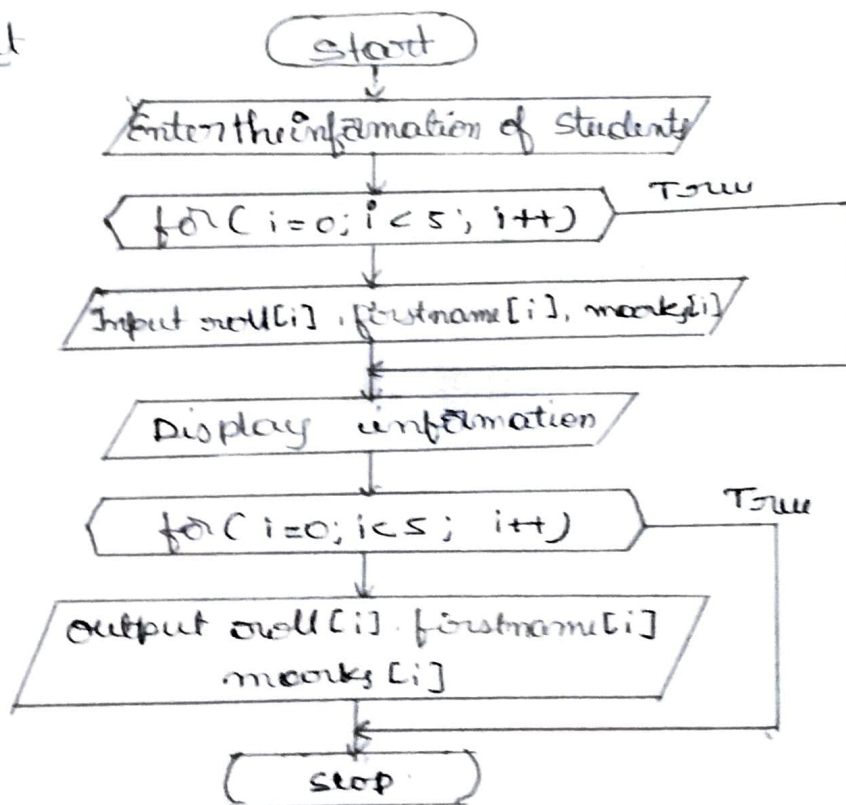 Start
Enter the information of students
for( i=0; i<5; i++)
True
Input roll[i], firstname[i], marks[i]
Display information
for( i=0; i<5; i++)
True
output roll[i]. firstname[i]
marks[i]
stop